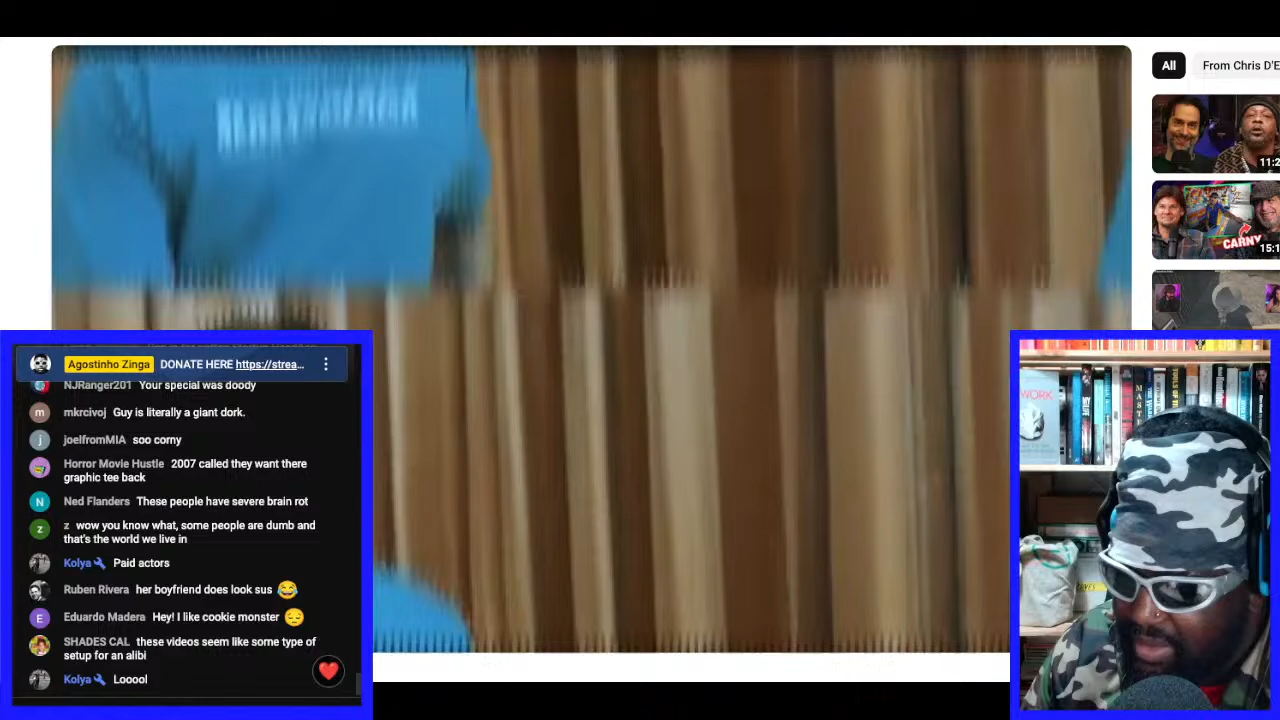 All
From Chris D'E
11:2
CARNY
15:1
Agostinho Zinga DONATE HERE https://strea...
NJRanger201 Your special was doody
mkrcivoj Guy is literally a giant dork.
joelfromMIA soo corny
Horror Movie Hustle 2007 called they want there
graphic tee back
Ned Flanders These people have severe brain rot
z wow you know what, some people are dumb and
that's the world we live in
Kolya Paid actors
Ruben Rivera her boyfriend does look sus 😂
Eduardo Madera Hey! I like cookie monster 😔
SHADES CAL these videos seem like some type of
setup for an alibi
Kolya Looool
WORK
MY LIFE